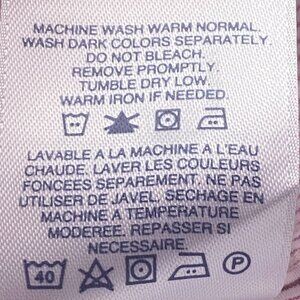 MACHINE WASH WARM NORMAL
WASH DARK COLORS SEPARATELY
DO NOT BLEACH.
REMOVE PROMPTLY.
TUMBLE DRY LOW.
WARM IRON IF NEEDED.
LAVABLE A LA MACHINE A L'EAU
CHAUDE. LAVER LES COULEURS
FONCEES SEPAREMENT. NE PAS
UTILISER DE JAVEL. SECHAGE EN
MACHINE A TEMPERATURE
MODEREE. REPASSER SI
NECESSAIRE.
40 P